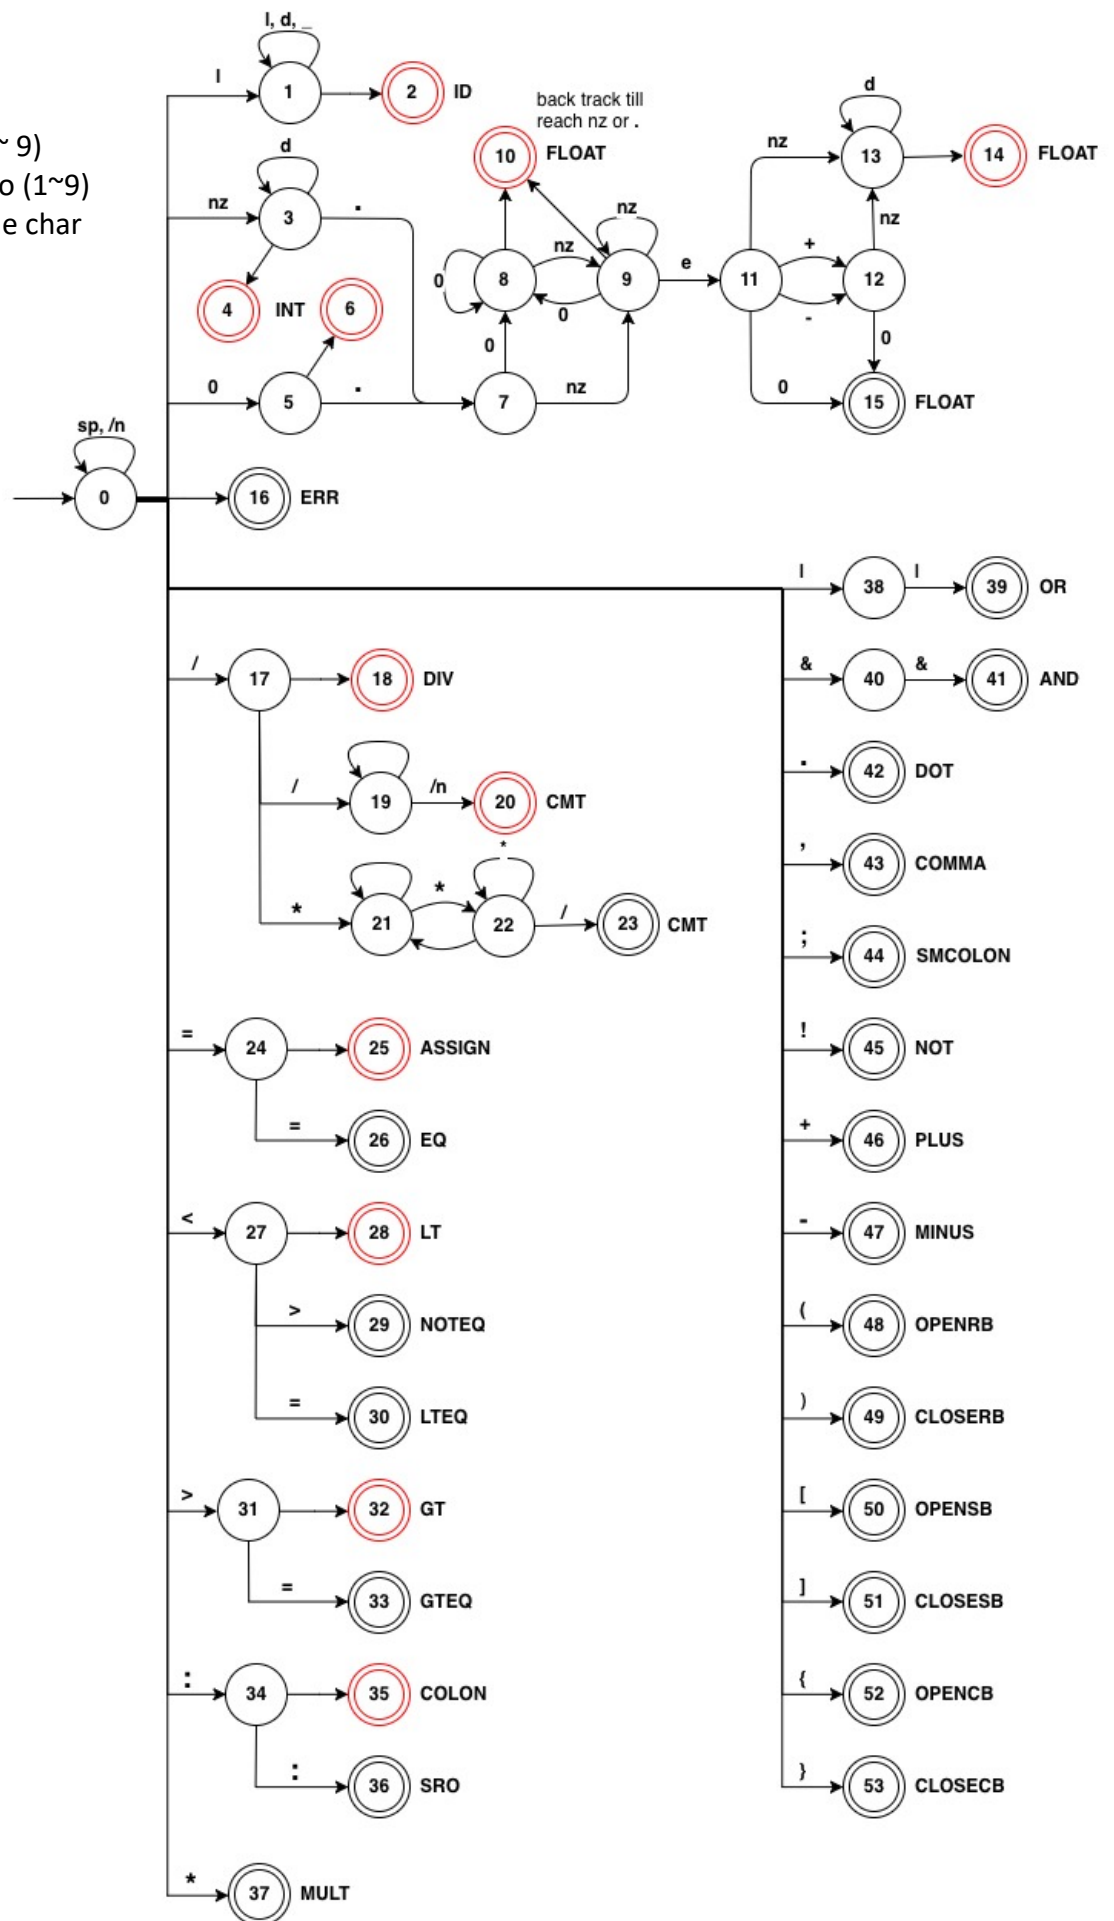 l, d, _
l
1
2
ID
~ 9)
o (1~9)
e char
d
nz
3
.
4
INT
6
0
5
.
back track till
reach nz or .
10
FLOAT
nz
0
8
nz
9
0
0
7
nz
e
11
nz
d
13
14
FLOAT
+
-
12
nz
0
0
15
FLOAT
sp, /n
0
16
ERR
/
17
18
DIV
/
19
/n
20
CMT
*
21
*
*
22
/
23
CMT
=
24
25
ASSIGN
=
26
EQ
<
27
28
LT
>
29
NOTEQ
=
30
LTEQ
>
31
32
GT
=
33
GTEQ
:
34
35
COLON
:
36
SRO
*
37
MULT
|
38
|
39
OR
&
40
&
41
AND
.
42
DOT
,
43
COMMA
;
44
SMCOLON
!
45
NOT
+
46
PLUS
-
47
MINUS
(
48
OPENRB
)
49
CLOSERB
[
50
OPENSB
]
51
CLOSESB
{
52
OPENCB
}
53
CLOSECB